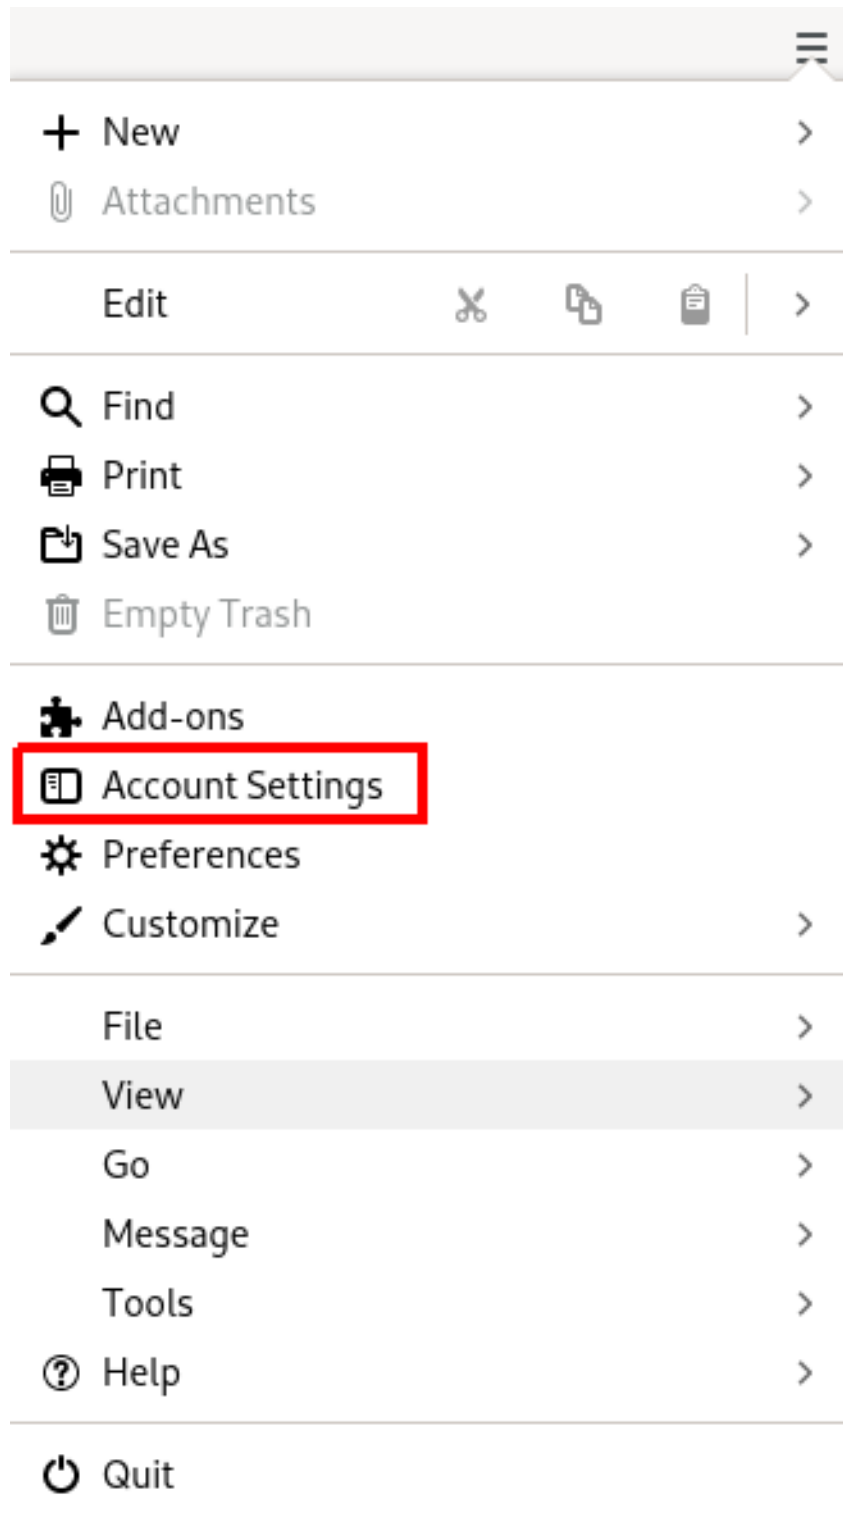 New
Attachments
Edit
Find
Print
Save As
Empty Trash
Add-ons
Account Settings
Preferences
Customize
File
View
Go
Message
Tools
Help
Quit